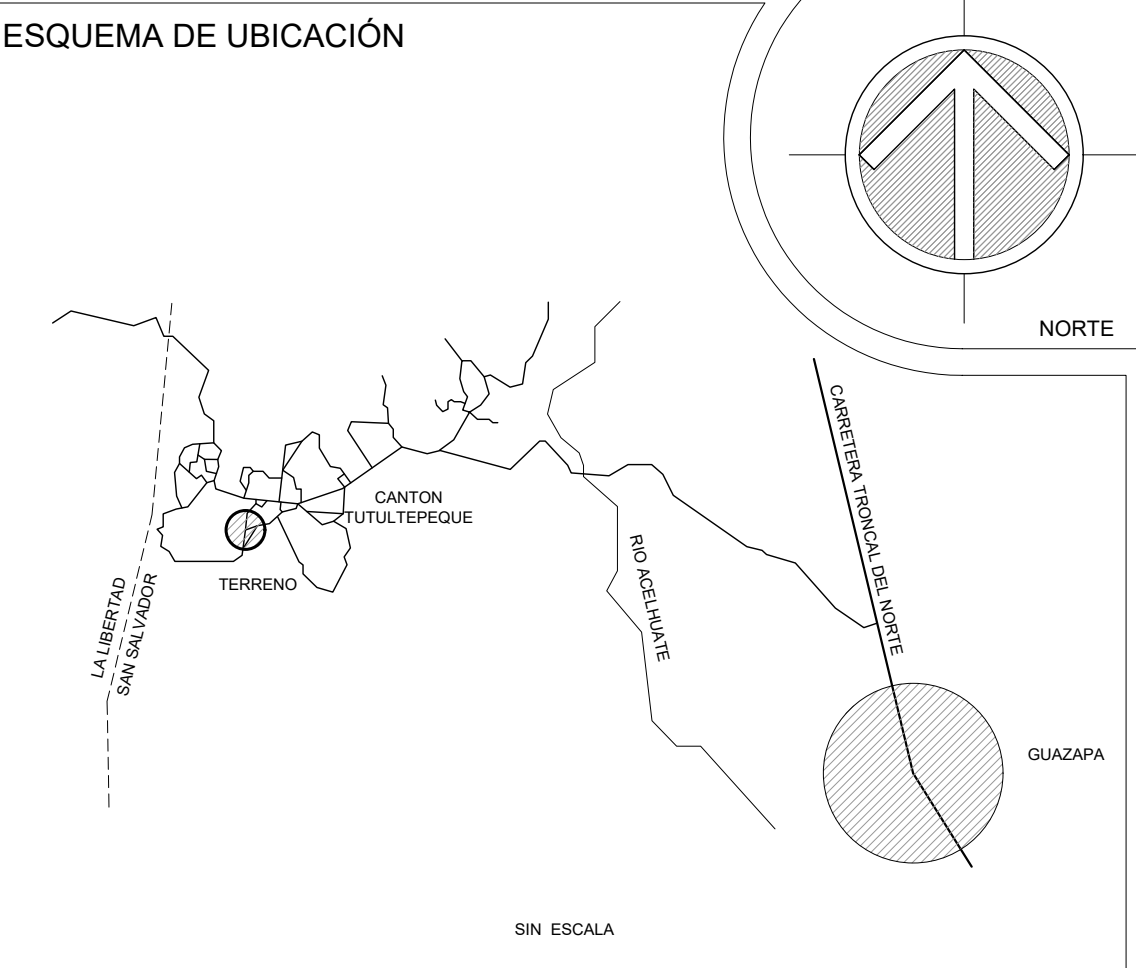 ESQUEMA DE UBICACIÓN
NORTE
CARRETERA TRONCAL DEL NORTE
CANTON
TUTULTEPEQUE
RIO ACELHUATE
TERRENO
LA LIBERTAD
SAN SALVADOR
GUAZAPA
SIN ESCALA